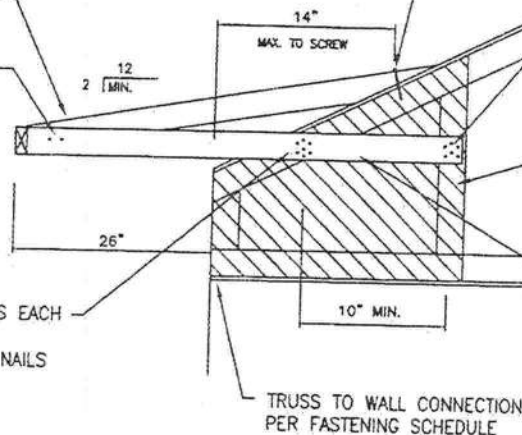 14"
MAX. TO SCREW
2 12
MIN.
26"
S EACH
NAILS
10" MIN.
TRUSS TO WALL CONNECTION
PER FASTENING SCHEDULE